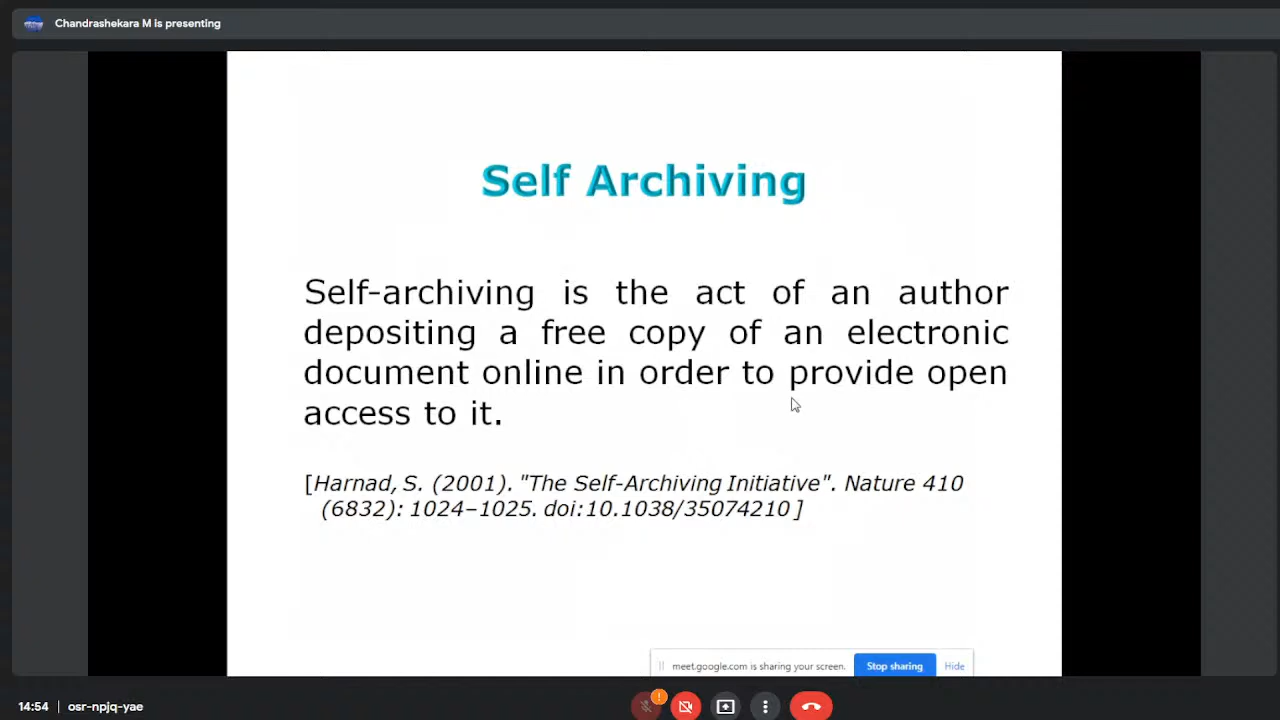 Chandrashekara M is presenting
Self Archiving
Self-archiving is the act of an author
depositing a free copy of an electronic
document online in order to provide open
access to it.
[Harnad, S. (2001). "The Self-Archiving Initiative". Nature 410
(6832): 1024–1025. doi:10.1038/35074210 ]
meet.google.com is sharing your screen. Stop sharing Hide
14:54 | osr-npjq-yae